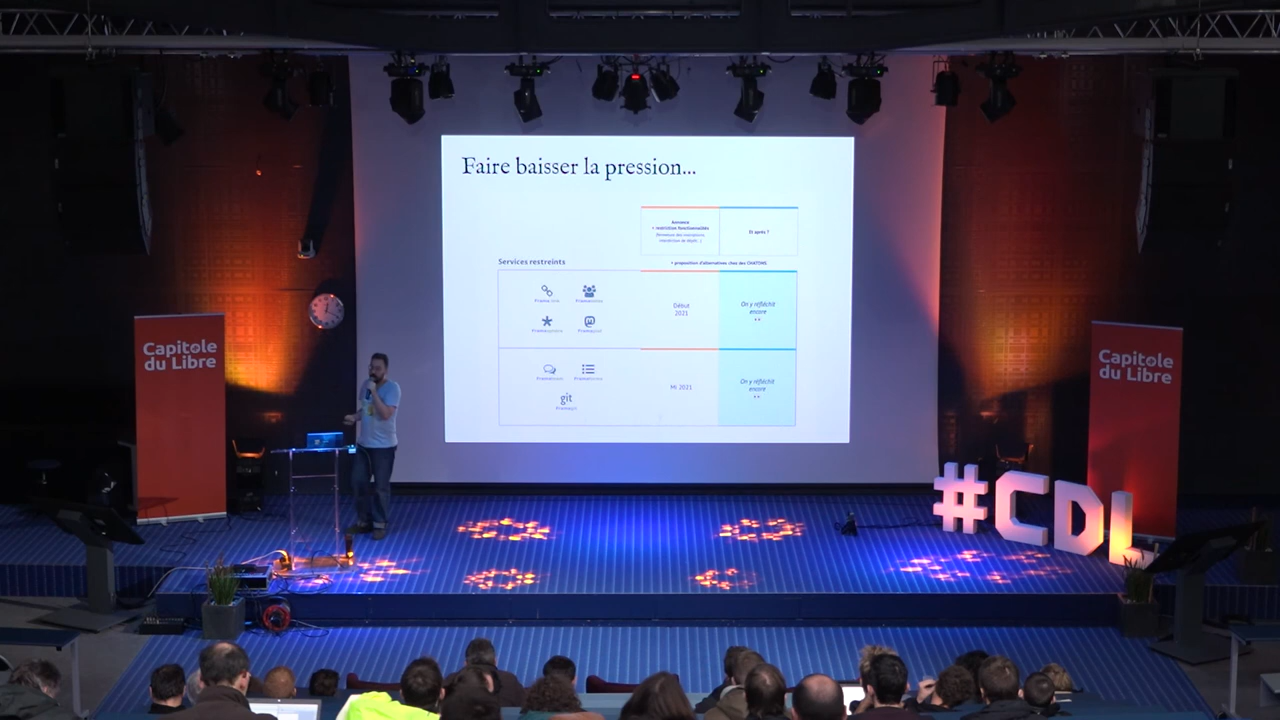 Faire baisser la pression...
Annonce
+ restriction fonctionnalités
Et après ?
+ proposition d'alternatives chez des CHATONS
Services restreints
Début
2021
On y réfléchit
encore
git
Mi 2021
On y réfléchit
encore
Capitole
du Libre
Capitole
du Libre
#CDL